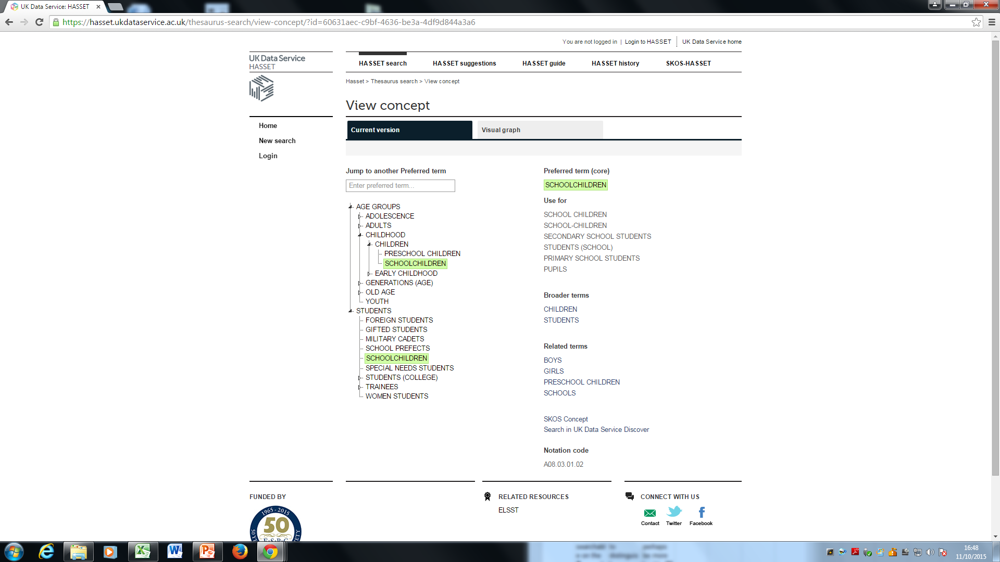 UK Data Service: HASSET
https://hasset.ukdataservice.ac.uk/thesaurus-search/view-concept/?id=60631aec-c9bf-4636-be3a-4df9d844a3a6
You are not logged in | Login to HASSET UK Data Service home
UK Data Service
HASSET
HASSET search HASSET suggestions HASSET guide HASSET history SKOS-HASSET
Hasset > Thesaurus search > View concept
View concept
Home
New search
Login
Current version Visual graph
Jump to another Preferred term
Enter preferred term...
AGE GROUPS
ADOLESCENCE
ADULTS
CHILDHOOD
CHILDREN
PRESCHOOL CHILDREN
SCHOOLCHILDREN
EARLY CHILDHOOD
GENERATIONS (AGE)
OLD AGE
YOUTH
STUDENTS
FOREIGN STUDENTS
GIFTED STUDENTS
MILITARY CADETS
SCHOOL PREFECTS
SCHOOLCHILDREN
SPECIAL NEEDS STUDENTS
STUDENTS (COLLEGE)
TRAINEES
WOMEN STUDENTS
Preferred term (core)
SCHOOLCHILDREN
Use for
SCHOOL CHILDREN
SCHOOL-CHILDREN
SECONDARY SCHOOL STUDENTS
STUDENTS (SCHOOL)
PRIMARY SCHOOL STUDENTS
PUPILS
Broader terms
CHILDREN
STUDENTS
Related terms
BOYS
GIRLS
PRESCHOOL CHILDREN
SCHOOLS
SKOS Concept
Search in UK Data Service Discover
Notation code
A08.03.01.02
FUNDED BY
1965 - 2015
50
E·S·R·C
RELATED RESOURCES
ELSST
CONNECT WITH US
Contact Twitter Facebook
16:48
11/10/2015